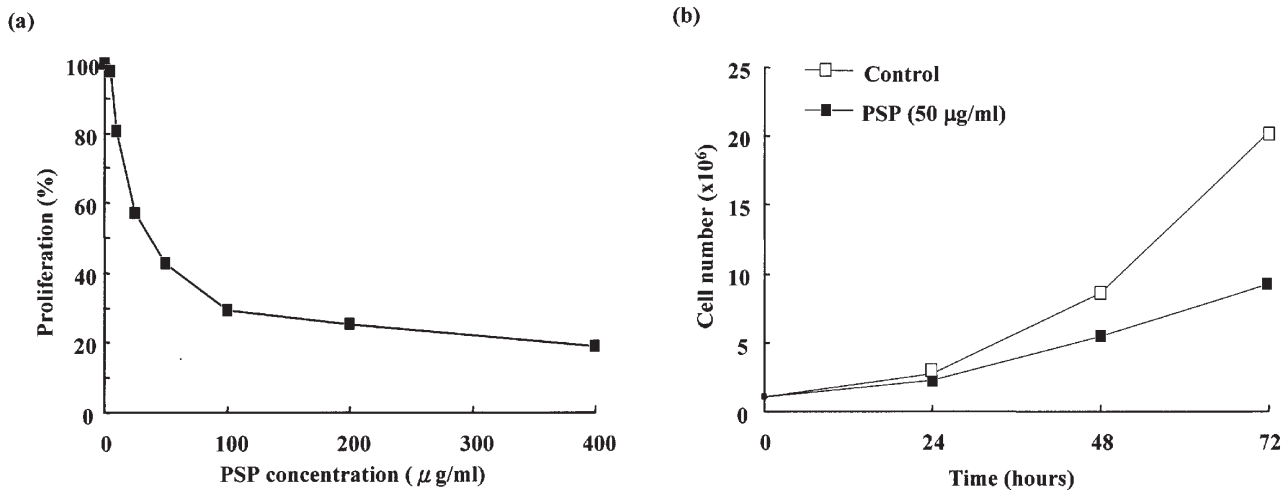 (a)
100
80
60
40
20
0
Proliferation (%)
0 100 200 300 400
PSP concentration ( μ g/ml)
(b)
25
20
15
10
5
0
Cell number (x10⁶)
Control
PSP (50 μg/ml)
0 24 48 72
Time (hours)